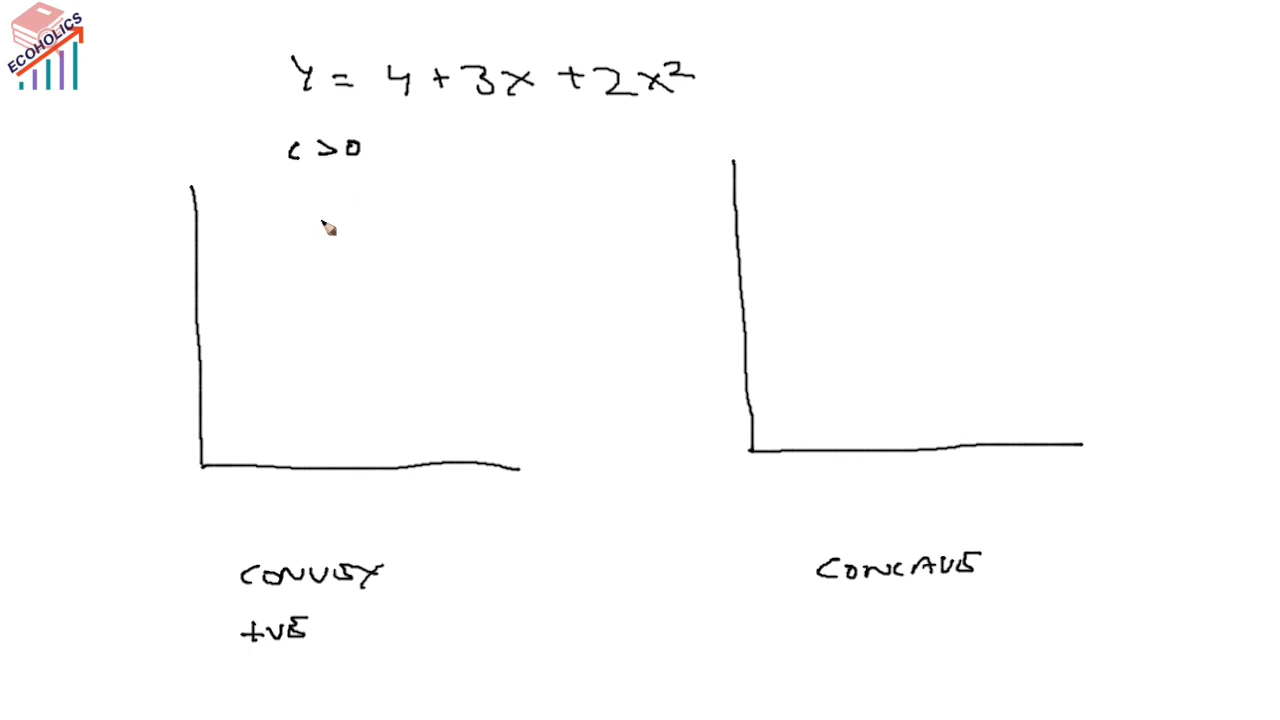 ECOHOLICS
Y = 4 + 3x + 2x²
c > 0
CONVEX
CONCAVE
+VE